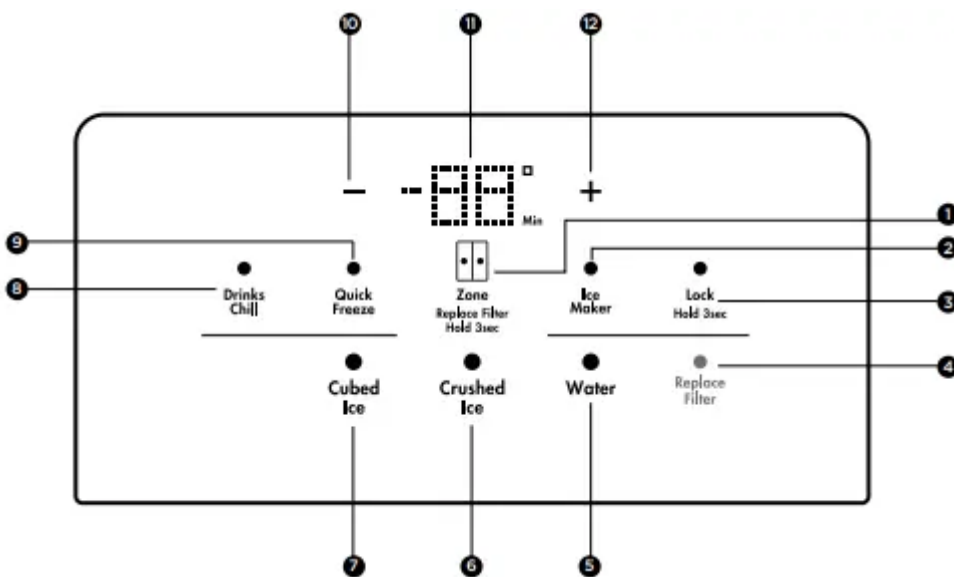 10 11 12
− -88° +
Min
1
9
2
8
Drinks
Chill
Quick
Freeze
Zone
Replace Filter
Hold 3sec
Ice
Maker
Lock
Hold 3sec
3
4
Cubed
Ice
Crushed
Ice
Water
Replace
Filter
7 6 5